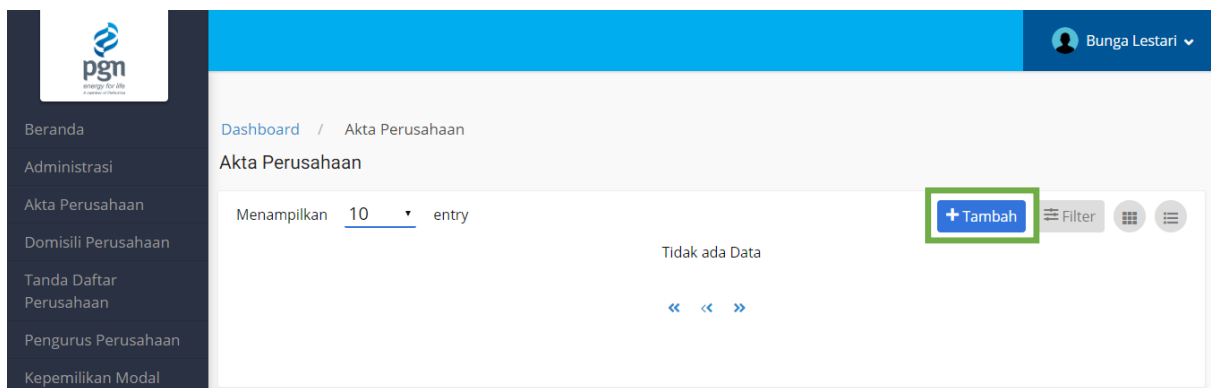 pgn
energy for life
Bunga Lestari
Beranda
Administrasi
Akta Perusahaan
Domisili Perusahaan
Tanda Daftar
Perusahaan
Pengurus Perusahaan
Kepemilikan Modal
Dashboard / Akta Perusahaan
Akta Perusahaan
Menampilkan 10 entry
+ Tambah
Filter
Tidak ada Data
« ‹‹ »